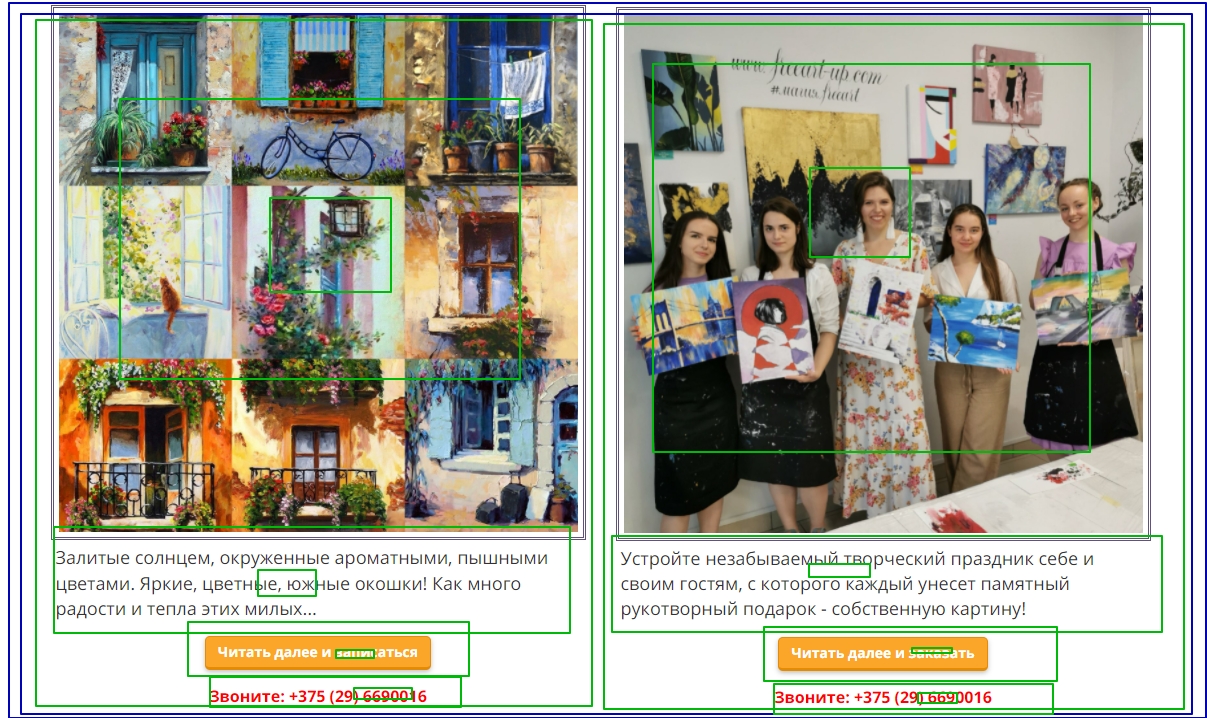 www.freeart-up.com
#магияfreeart
Залитые солнцем, окруженные ароматными, пышными
цветами. Яркие, цветные, южные окошки! Как много
радости и тепла этих милых...
Читать далее и записаться
Звоните: +375 (29) 6690016
Устройте незабываемый творческий праздник себе и
своим гостям, с которого каждый унесет памятный
рукотворный подарок - собственную картину!
Читать далее и заказать
Звоните: +375 (29) 6690016